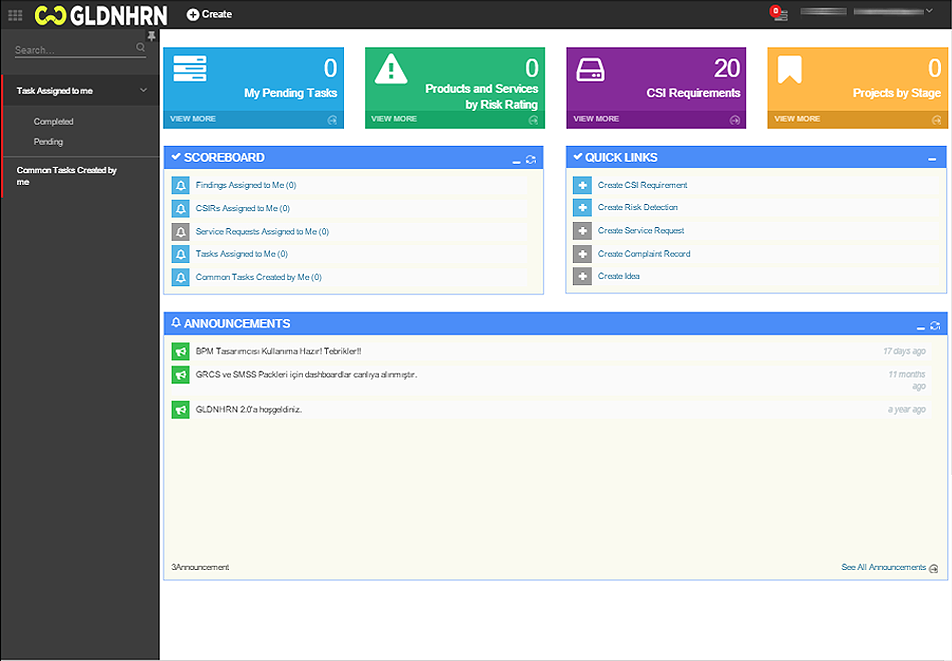 GLDNHRN
Create
0
Search...
Task Assigned to me
Completed
Pending
Common Tasks Created by
me
0
My Pending Tasks
VIEW MORE
0
Products and Services
by Risk Rating
VIEW MORE
20
CSI Requirements
VIEW MORE
0
Projects by Stage
VIEW MORE
SCOREBOARD
Findings Assigned to Me (0)
CSIRs Assigned to Me (0)
Service Requests Assigned to Me (0)
Tasks Assigned to Me (0)
Common Tasks Created by Me (0)
QUICK LINKS
Create CSI Requirement
Create Risk Detection
Create Service Request
Create Complaint Record
Create Idea
ANNOUNCEMENTS
BPM Tasarımcısı Kullanıma Hazır! Tebrikler!!
17 days ago
GRCS ve SMSS Packleri için dashboardlar canlıya alınmıştır.
11 months
ago
GLDNHRN 2.0'a hoşgeldiniz.
a year ago
3Announcement
See All Announcements